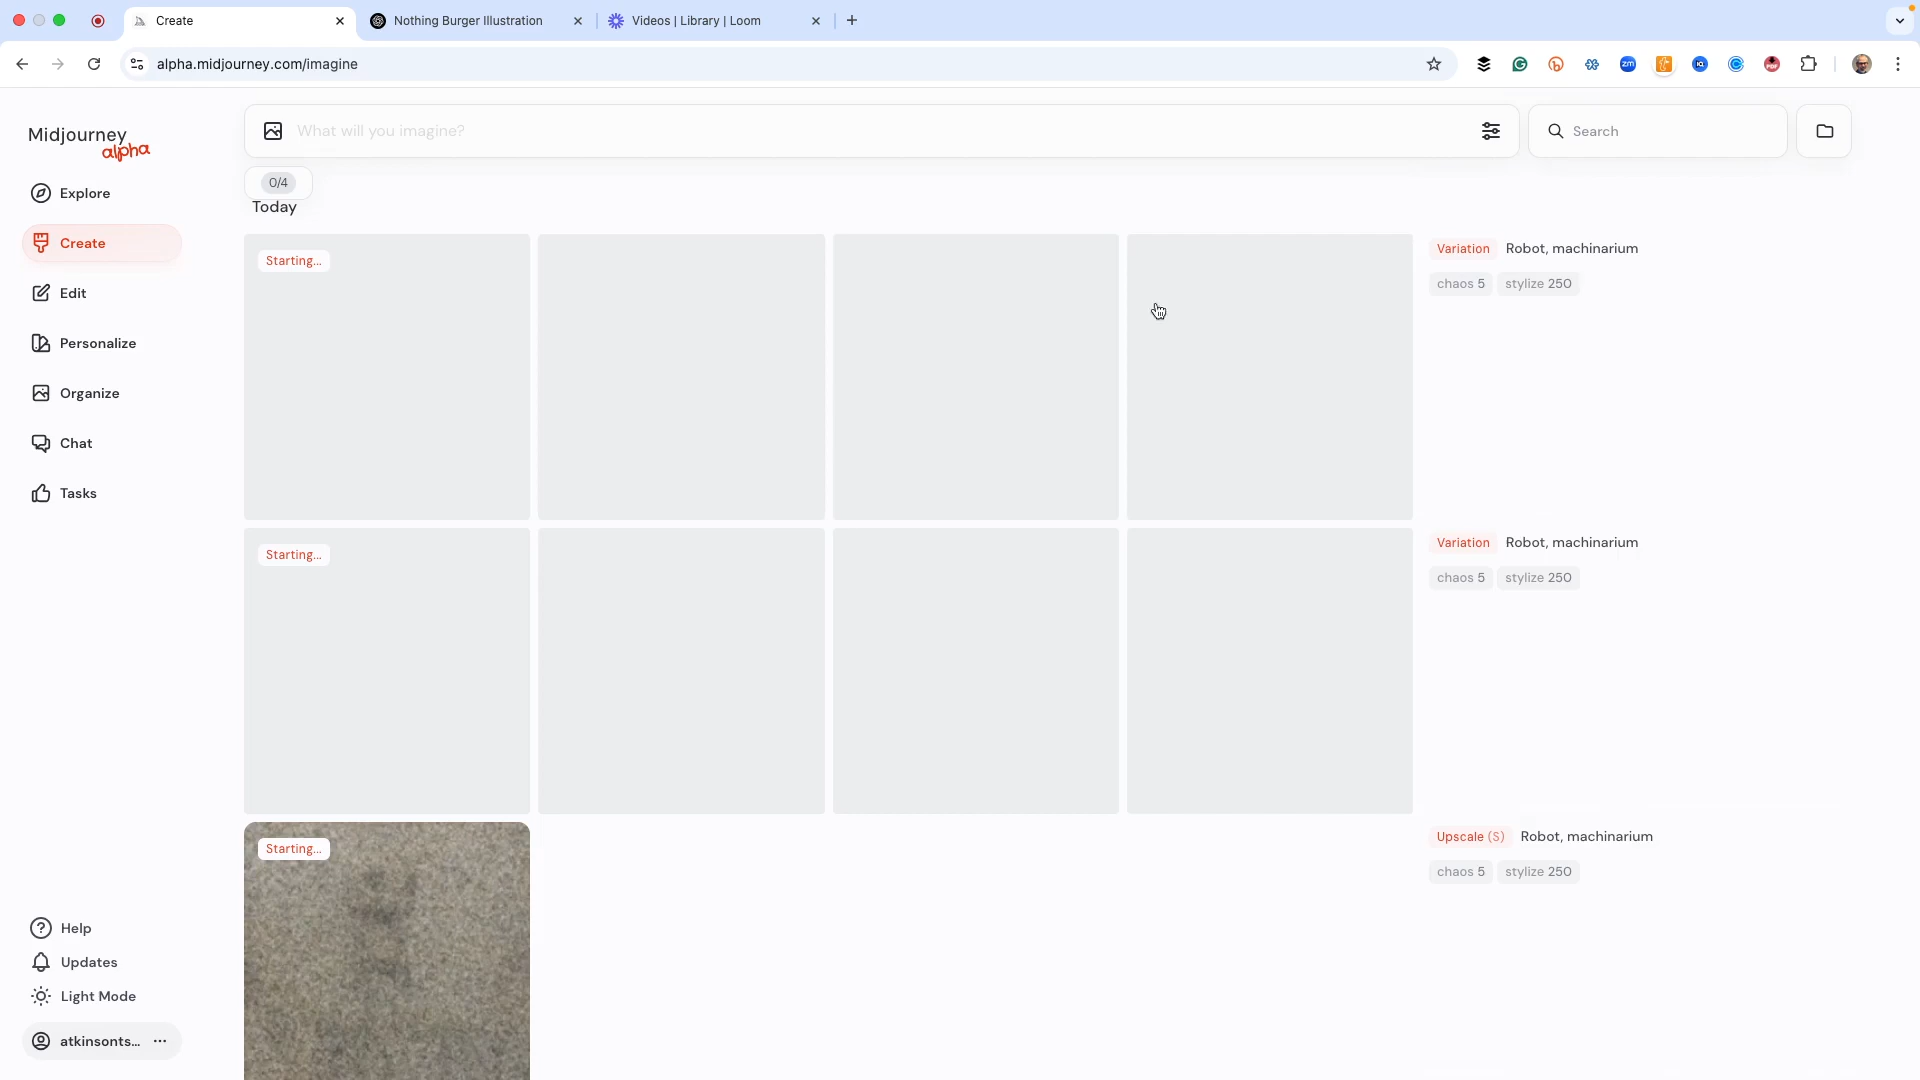 Create
Nothing Burger Illustration
Videos | Library | Loom
alpha.midjourney.com/imagine
Midjourney
alpha
What will you imagine?
Search
0/4
Today
Explore
Create
Edit
Personalize
Organize
Chat
Tasks
Starting...
Variation Robot, machinarium
chaos 5 stylize 250
Starting...
Variation Robot, machinarium
chaos 5 stylize 250
Starting...
Upscale (S) Robot, machinarium
chaos 5 stylize 250
Help
Updates
Light Mode
atkinsonts...